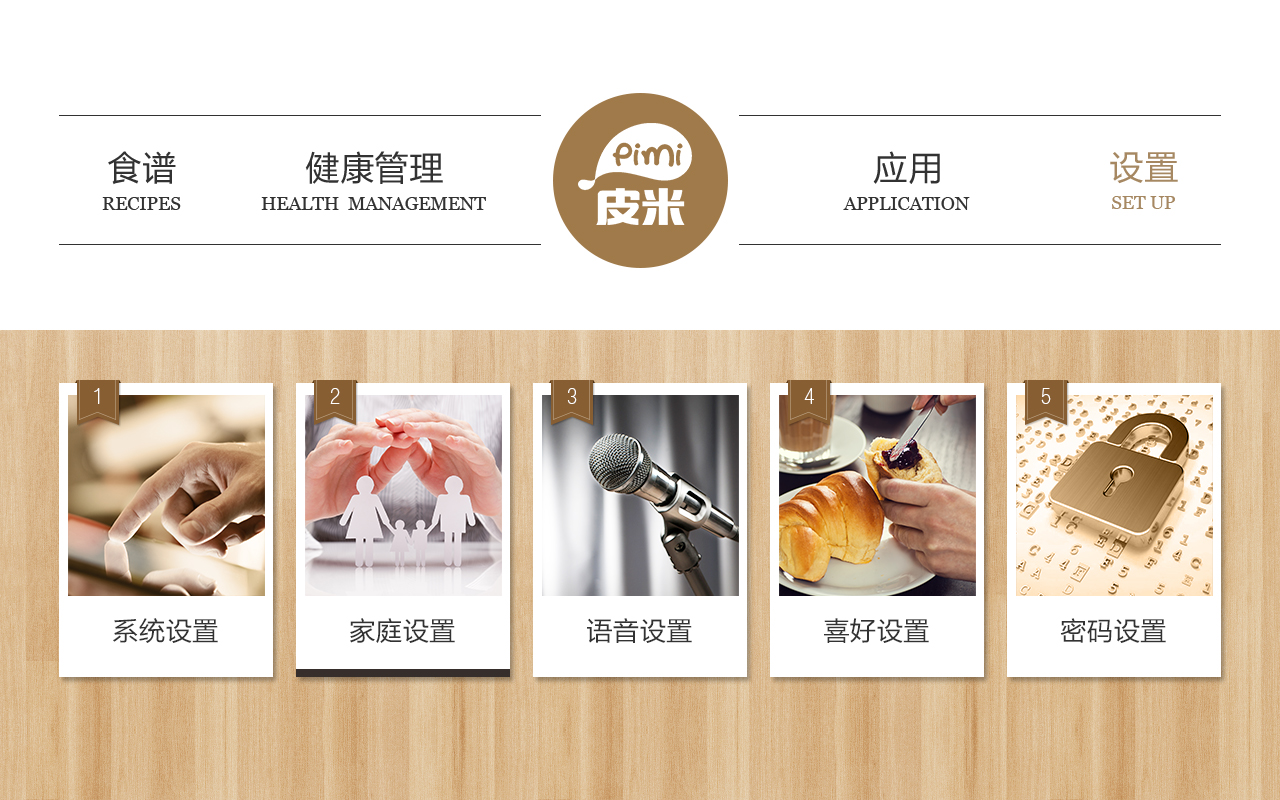 食谱
RECIPES
健康管理
HEALTH MANAGEMENT
Pimi
皮米
应用
APPLICATION
设置
SET UP
1
2
3
4
5
系统设置
家庭设置
语音设置
喜好设置
密码设置